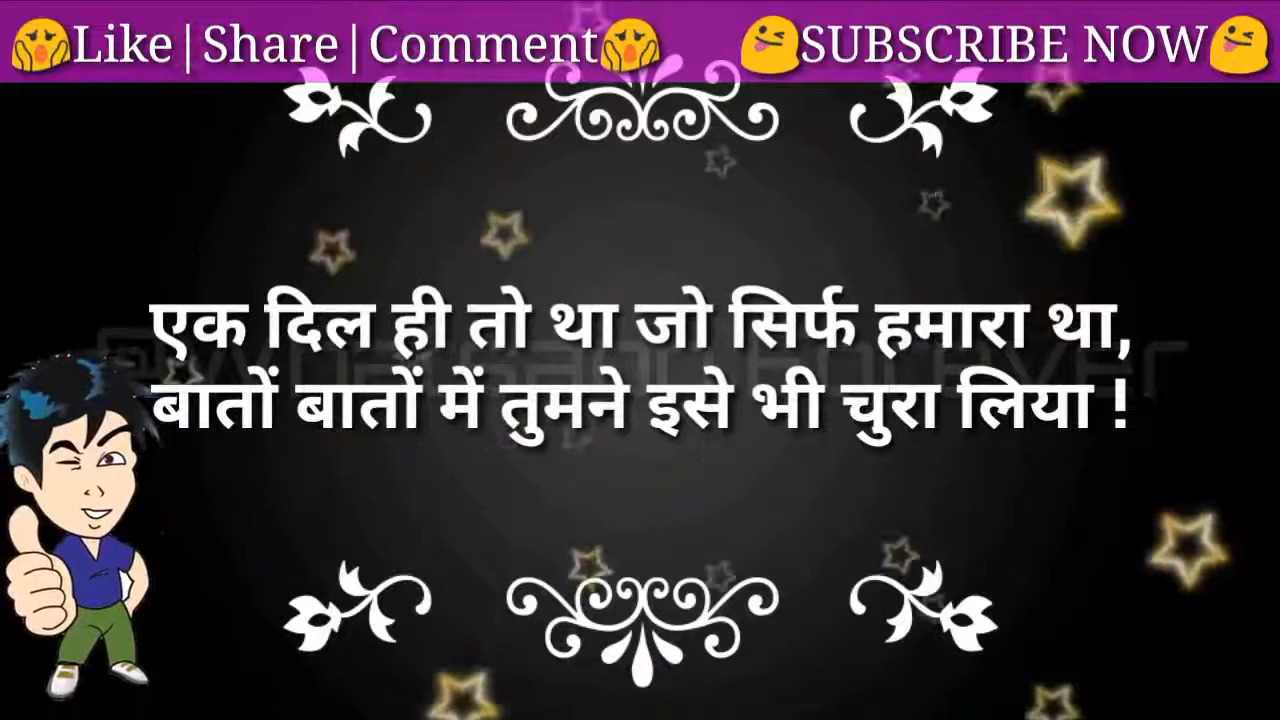 Like|Share|Comment SUBSCRIBE NOW
एक दिल ही तो था जो सिर्फ हमारा था,
बातों बातों में तुमने इसे भी चुरा लिया !